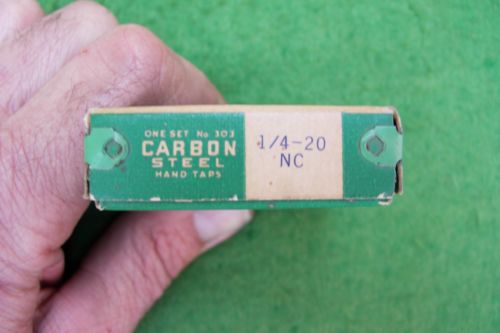 ONE SET No 303
CARBON
STEEL
HAND TAPS
1/4-20
NC